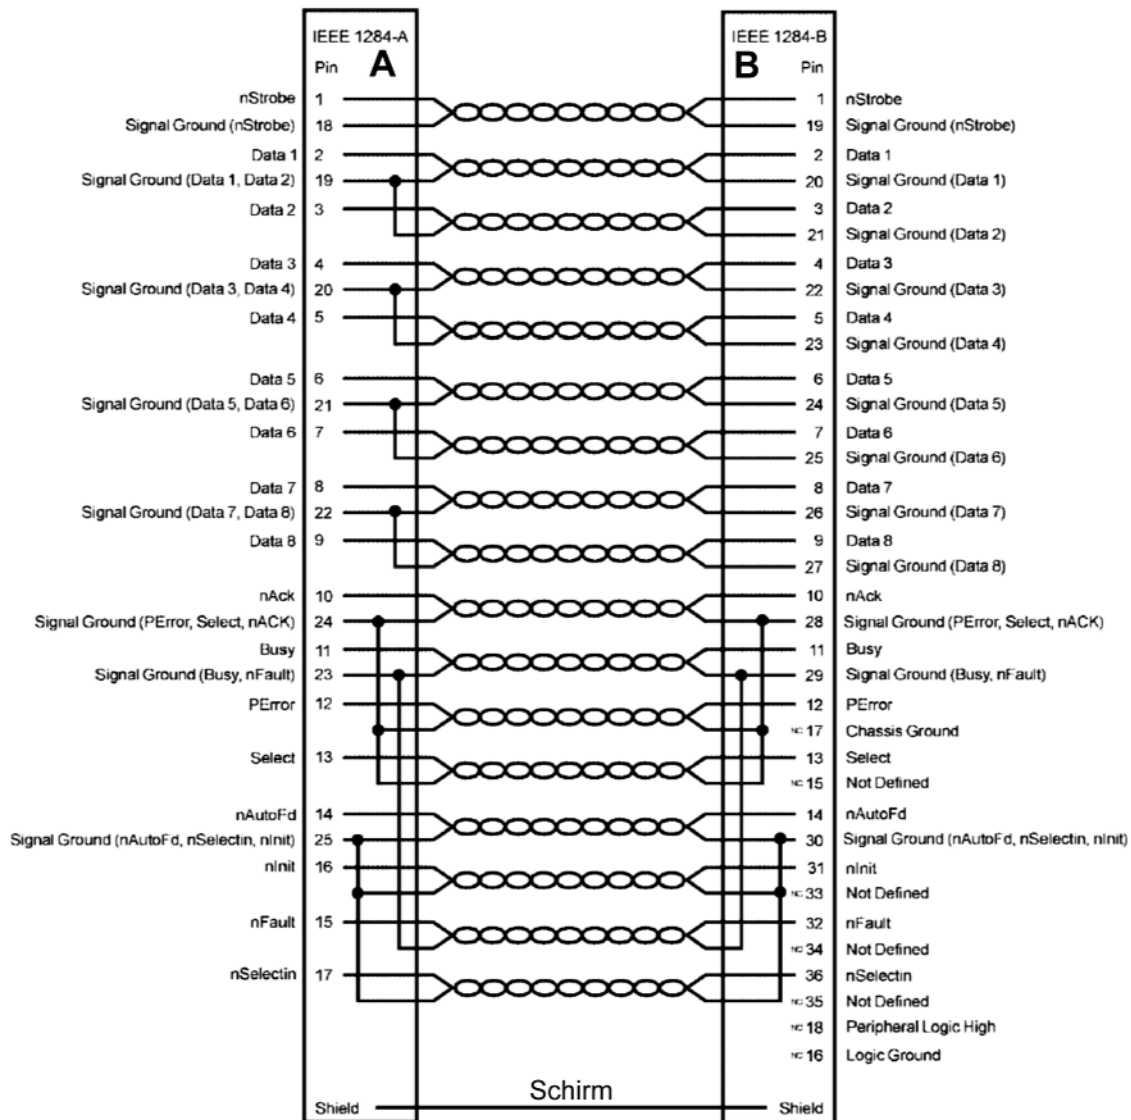 IEEE 1284-A IEEE 1284-B
Pin A B Pin
nStrobe 1 1 nStrobe
Signal Ground (nStrobe) 18 19 Signal Ground (nStrobe)
Data 1 2 2 Data 1
Signal Ground (Data 1, Data 2) 19 20 Signal Ground (Data 1)
Data 2 3 3 Data 2
21 Signal Ground (Data 2)
Data 3 4 4 Data 3
Signal Ground (Data 3, Data 4) 20 22 Signal Ground (Data 3)
Data 4 5 5 Data 4
23 Signal Ground (Data 4)
Data 5 6 6 Data 5
Signal Ground (Data 5, Data 6) 21 24 Signal Ground (Data 5)
Data 6 7 7 Data 6
25 Signal Ground (Data 6)
Data 7 8 8 Data 7
Signal Ground (Data 7, Data 8) 22 26 Signal Ground (Data 7)
Data 8 9 9 Data 8
27 Signal Ground (Data 8)
nAck 10 10 nAck
Signal Ground (PError, Select, nACK) 24 28 Signal Ground (PError, Select, nACK)
Busy 11 11 Busy
Signal Ground (Busy, nFault) 23 29 Signal Ground (Busy, nFault)
PError 12 12 PError
NC 17 Chassis Ground
Select 13 13 Select
NC 15 Not Defined
nAutoFd 14 14 nAutoFd
Signal Ground (nAutoFd, nSelectin, nInit) 25 30 Signal Ground (nAutoFd, nSelectin, nInit)
nInit 16 31 nInit
NC 33 Not Defined
nFault 15 32 nFault
NC 34 Not Defined
nSelectin 17 36 nSelectin
NC 35 Not Defined
NC 18 Peripheral Logic High
NC 16 Logic Ground
Schirm
Shield Shield